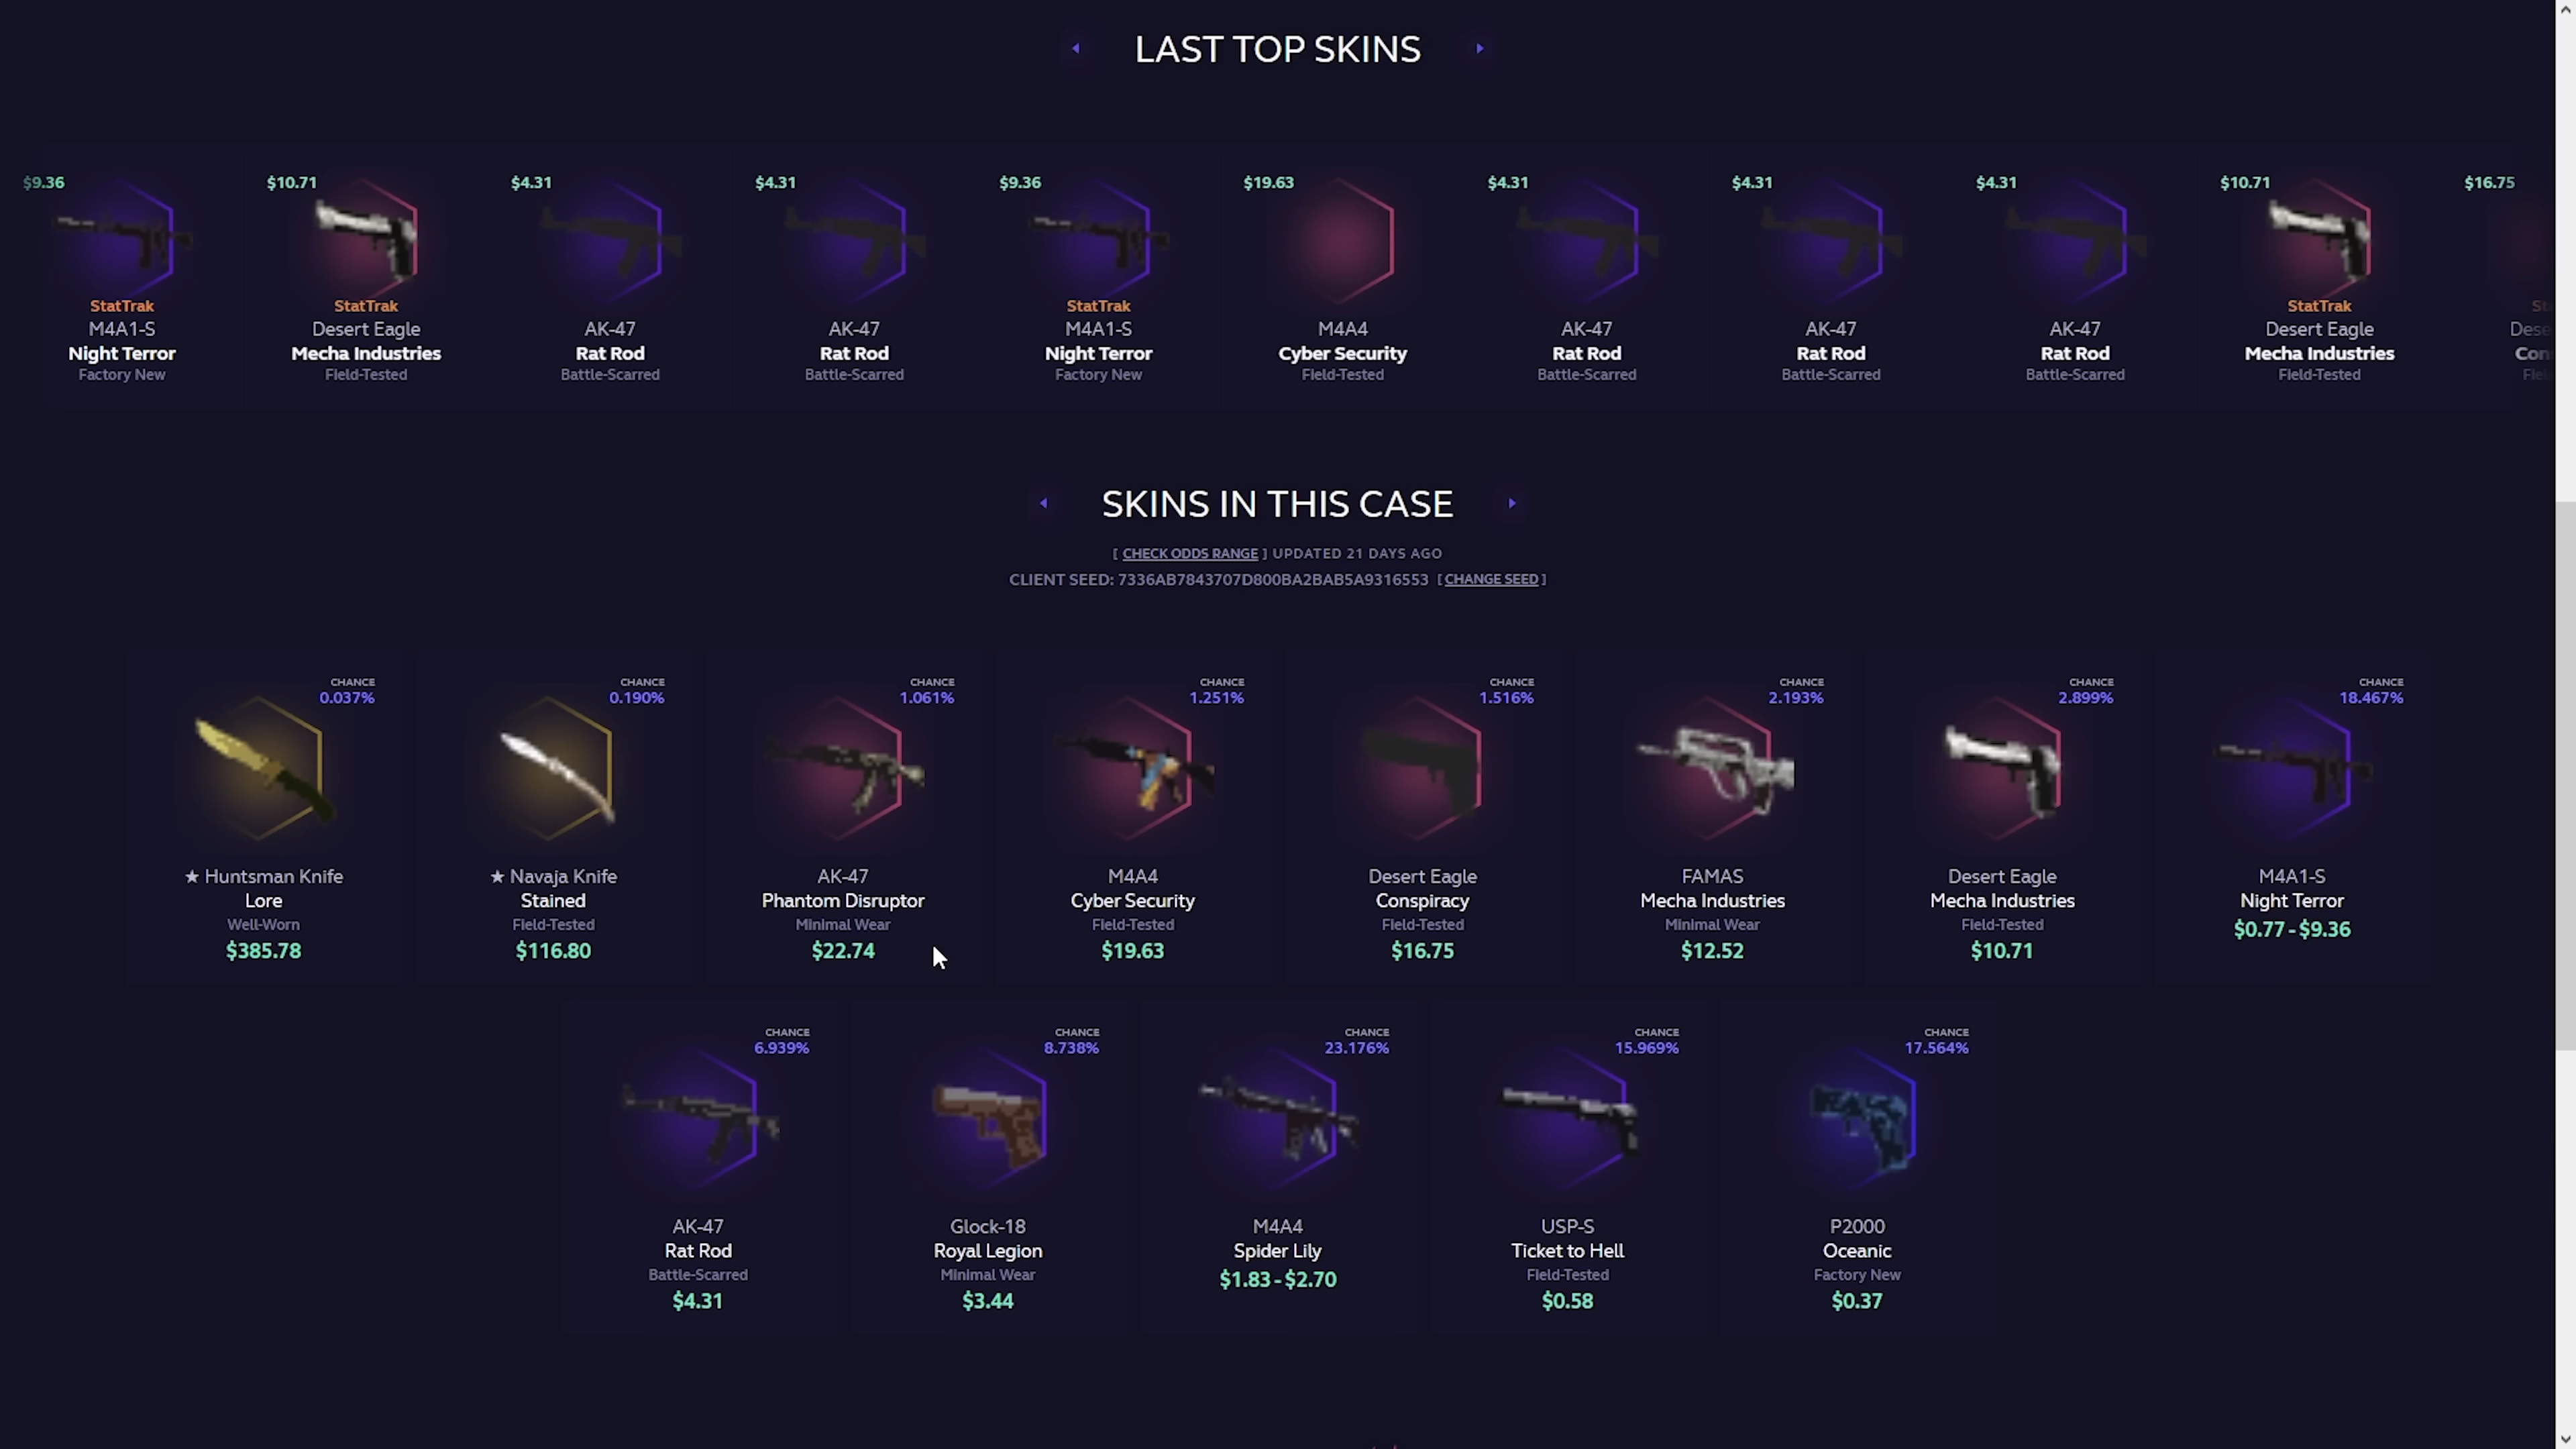 LAST TOP SKINS
$9.36
StatTrak
M4A1-S
Night Terror
Factory New
$10.71
StatTrak
Desert Eagle
Mecha Industries
Field-Tested
$4.31
AK-47
Rat Rod
Battle-Scarred
$4.31
AK-47
Rat Rod
Battle-Scarred
$9.36
StatTrak
M4A1-S
Night Terror
Factory New
$19.63
M4A4
Cyber Security
Field-Tested
$4.31
AK-47
Rat Rod
Battle-Scarred
$4.31
AK-47
Rat Rod
Battle-Scarred
$4.31
AK-47
Rat Rod
Battle-Scarred
$10.71
StatTrak
Desert Eagle
Mecha Industries
Field-Tested
$16.75
SKINS IN THIS CASE
[ CHECK ODDS RANGE ] UPDATED 21 DAYS AGO
CLIENT SEED: 7336AB7843707D800BA2BAB5A9316553 [ CHANGE SEED ]
CHANCE
0.037%
★ Huntsman Knife
Lore
Well-Worn
$385.78
CHANCE
0.190%
★ Navaja Knife
Stained
Field-Tested
$116.80
CHANCE
1.061%
AK-47
Phantom Disruptor
Minimal Wear
$22.74
CHANCE
1.251%
M4A4
Cyber Security
Field-Tested
$19.63
CHANCE
1.516%
Desert Eagle
Conspiracy
Field-Tested
$16.75
CHANCE
2.193%
FAMAS
Mecha Industries
Minimal Wear
$12.52
CHANCE
2.899%
Desert Eagle
Mecha Industries
Field-Tested
$10.71
CHANCE
18.467%
M4A1-S
Night Terror
$0.77 - $9.36
CHANCE
6.939%
AK-47
Rat Rod
Battle-Scarred
$4.31
CHANCE
8.738%
Glock-18
Royal Legion
Minimal Wear
$3.44
CHANCE
23.176%
M4A4
Spider Lily
$1.83 - $2.70
CHANCE
15.969%
USP-S
Ticket to Hell
Field-Tested
$0.58
CHANCE
17.564%
P2000
Oceanic
Factory New
$0.37